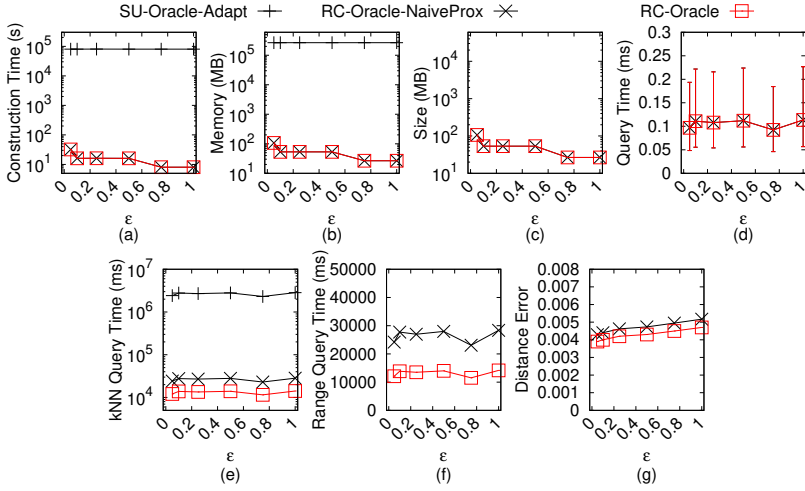 SU-Oracle-Adapt RC-Oracle-NaiveProx RC-Oracle
Construction Time (s)
10^5
10^4
10^3
10^2
10^1
0 0.2 0.4 0.6 0.8 1
ε
(a)
Memory (MB)
10^5
10^4
10^3
10^2
10^1
0 0.2 0.4 0.6 0.8 1
ε
(b)
Size (MB)
10^4
10^3
10^2
10^1
0 0.2 0.4 0.6 0.8 1
ε
(c)
Query Time (ms)
0.3
0.25
0.2
0.15
0.1
0.05
0
0 0.2 0.4 0.6 0.8 1
ε
(d)
kNN Query Time (ms)
10^7
10^6
10^5
10^4
0 0.2 0.4 0.6 0.8 1
ε
(e)
Range Query Time (ms)
50000
40000
30000
20000
10000
0
0 0.2 0.4 0.6 0.8 1
ε
(f)
Distance Error
0.008
0.006
0.005
0.004
0.002
0.001
0.000
0 0.2 0.4 0.6 0.8 1
ε
(g)